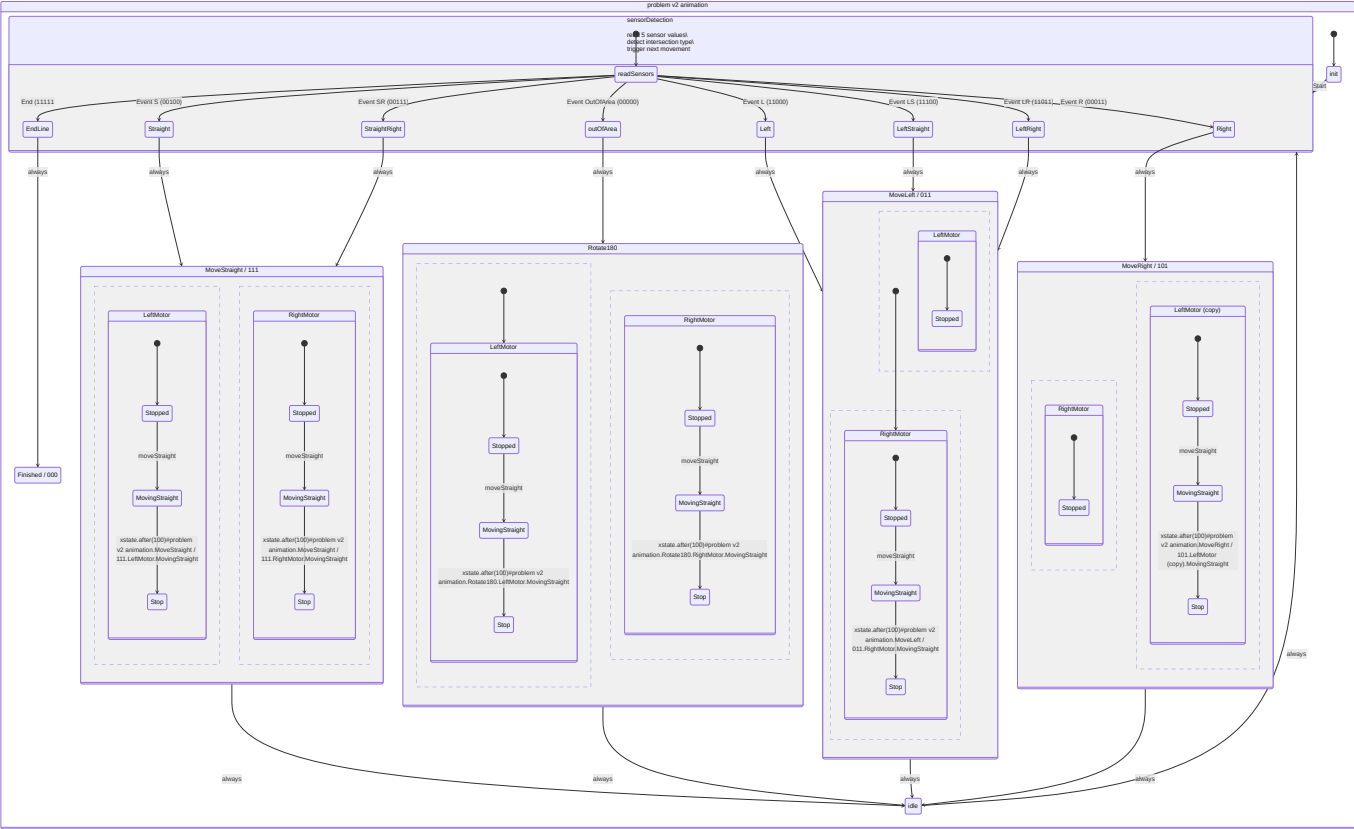 problem v2 animation
sensorDetection
5 sensor values\
detect intersection type\
trigger next movement
readSensors
init
Start
End (11111
Event S (00100)
Event SR (00111)
Event OutOfArea (00000)
Event L (11000)
Event LS (11100)
Event LR (11011)
Event R (00011)
EndLine
Straight
StraightRight
outOfArea
Left
LeftStraight
LeftRight
Right
always
always
always
always
always
always
always
always
MoveStraight / 111
LeftMotor
Stopped
moveStraight
MovingStraight
xstate.after(100)#problem
v2 animation.MoveStraight /
111.LeftMotor.MovingStraight
Stop
RightMotor
Stopped
moveStraight
MovingStraight
xstate.after(100)#problem v2
animation.MoveStraight /
111.RightMotor.MovingStraight
Stop
Rotate180
LeftMotor
Stopped
moveStraight
MovingStraight
xstate.after(100)#problem v2
animation.Rotate180.LeftMotor.MovingStraight
Stop
RightMotor
Stopped
moveStraight
MovingStraight
xstate.after(100)#problem v2
animation.Rotate180.RightMotor.MovingStraight
Stop
MoveLeft / 011
LeftMotor
Stopped
RightMotor
Stopped
moveStraight
MovingStraight
xstate.after(100)#problem v2
animation.MoveLeft /
011.RightMotor.MovingStraight
Stop
MoveRight / 101
RightMotor
Stopped
LeftMotor (copy)
Stopped
moveStraight
MovingStraight
xstate.after(100)#problem
v2 animation.MoveRight /
101.LeftMotor
(copy).MovingStraight
Stop
Finished / 000
always
always
always
always
always
idle